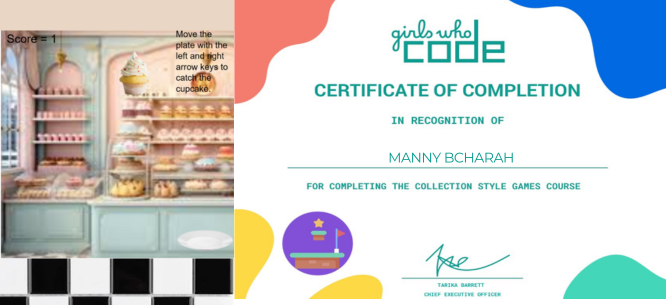 Score = 1
Move the
plate with the
left and right
arrow keys to
catch the
cupcake.
girls who
code
CERTIFICATE OF COMPLETION
IN RECOGNITION OF
MANNY BCHARAH
FOR COMPLETING THE COLLECTION STYLE GAMES COURSE
TARIKA BARRETT
CHIEF EXECUTIVE OFFICER